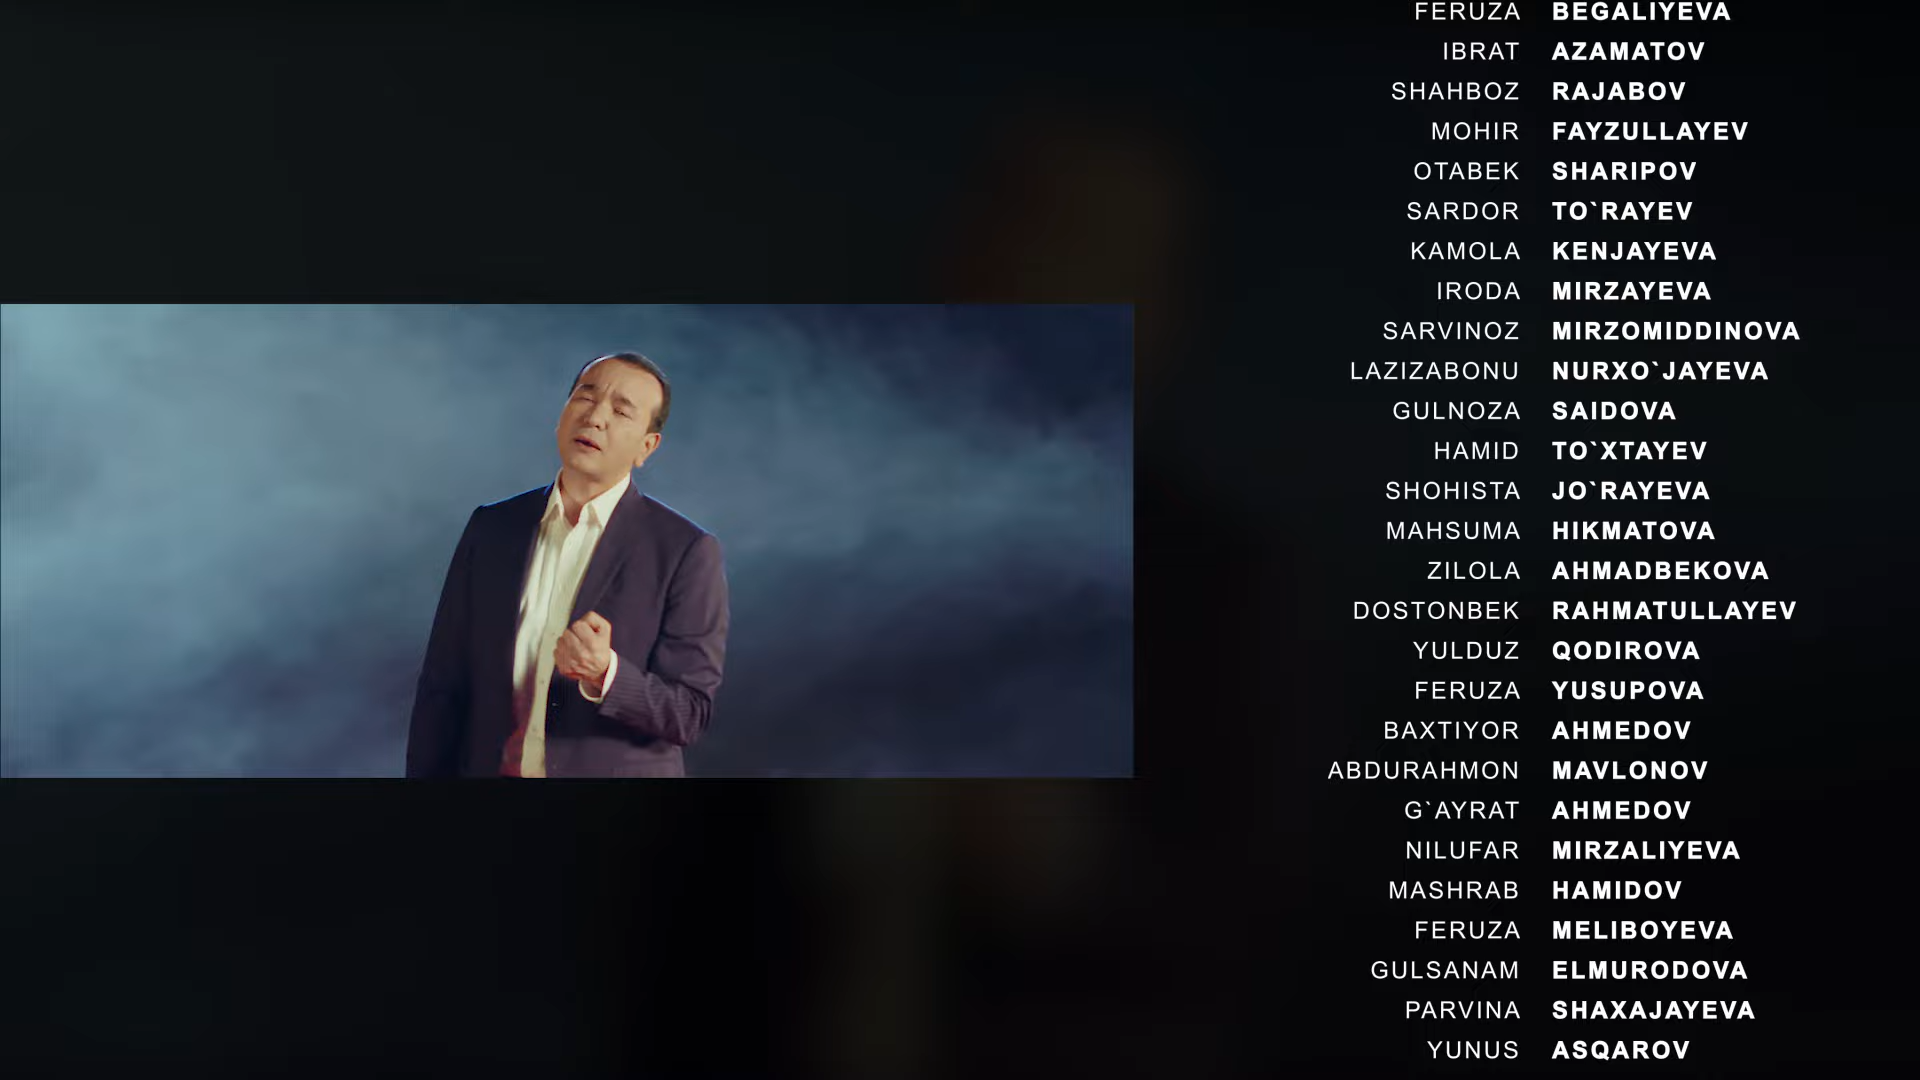 FERUZA BEGALIYEVA
IBRAT AZAMATOV
SHAHBOZ RAJABOV
MOHIR FAYZULLAYEV
OTABEK SHARIPOV
SARDOR TO`RAYEV
KAMOLA KENJAYEVA
IRODA MIRZAYEVA
SARVINOZ MIRZOMIDDINOVA
LAZIZABONU NURXO`JAYEVA
GULNOZA SAIDOVA
HAMID TO`XTAYEV
SHOHISTA JO`RAYEVA
MAHSUMA HIKMATOVA
ZILOLA AHMADBEKOVA
DOSTONBEK RAHMATULLAYEV
YULDUZ QODIROVA
FERUZA YUSUPOVA
BAXTIYOR AHMEDOV
ABDURAHMON MAVLONOV
G`AYRAT AHMEDOV
NILUFAR MIRZALIYEVA
MASHRAB HAMIDOV
FERUZA MELIBOYEVA
GULSANAM ELMURODOVA
PARVINA SHAXAJAYEVA
YUNUS ASQAROV